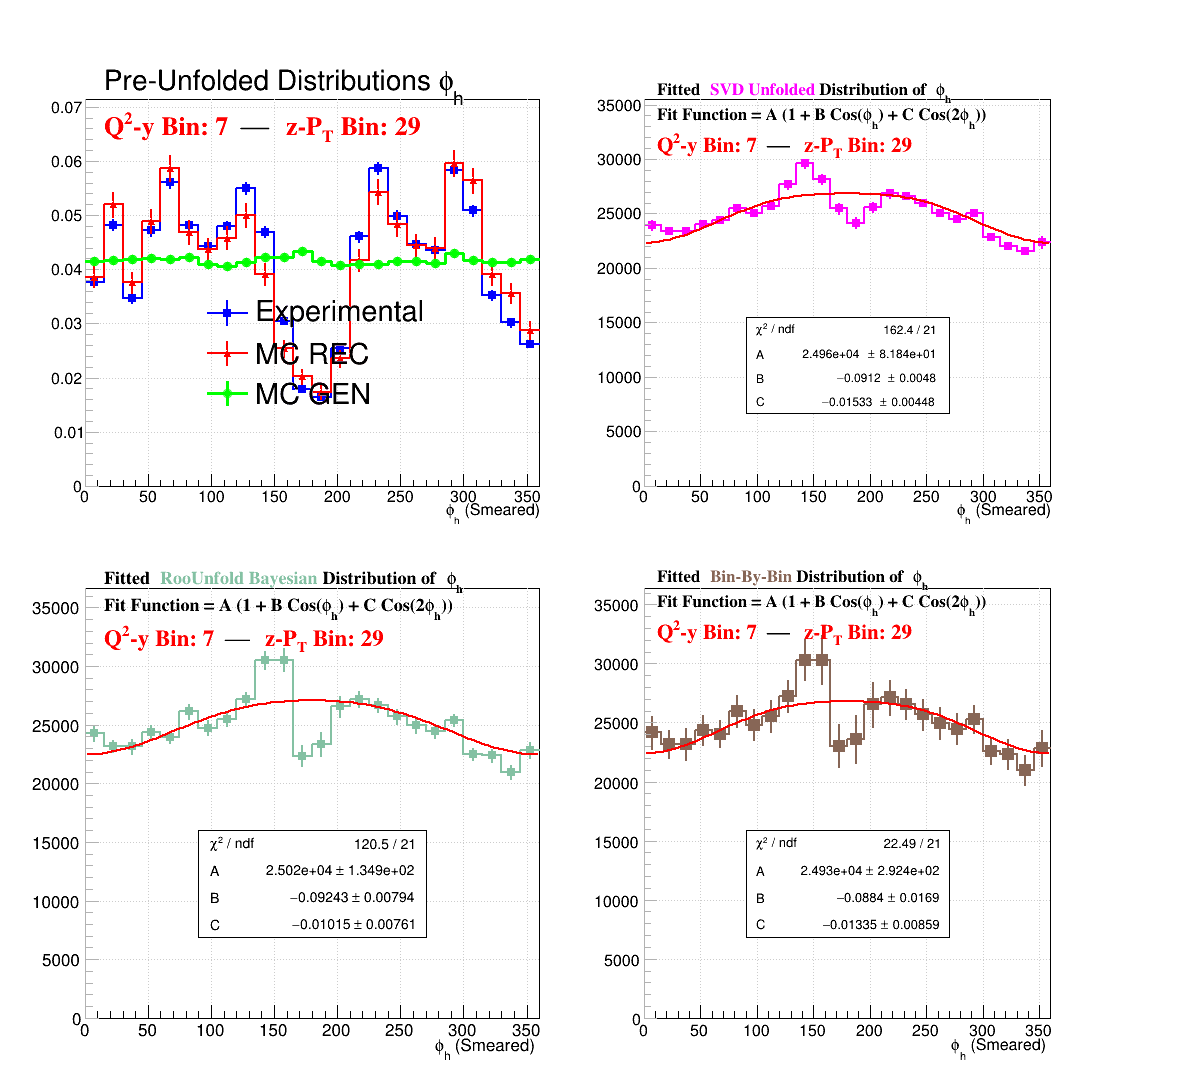 Pre-Unfolded Distributions ϕh
Q²-y Bin: 7 — z-PT Bin: 29
0.07
0.06
0.05
0.04
0.03
0.02
0.01
0
Experimental
MC REC
MC GEN
0 50 100 150 200 250 300 350
ϕh (Smeared)
Fitted SVD Unfolded Distribution of ϕh
Fit Function = A (1 + B Cos(ϕh) + C Cos(2ϕh))
Q²-y Bin: 7 — z-PT Bin: 29
35000
30000
25000
20000
15000
10000
5000
0
χ² / ndf 162.4 / 21
A 2.496e+04 ± 8.184e+01
B −0.0912 ± 0.0048
C −0.01533 ± 0.00448
0 50 100 150 200 250 300 350
ϕh (Smeared)
Fitted RooUnfold Bayesian Distribution of ϕh
Fit Function = A (1 + B Cos(ϕh) + C Cos(2ϕh))
Q²-y Bin: 7 — z-PT Bin: 29
35000
30000
25000
20000
15000
10000
5000
0
χ² / ndf 120.5 / 21
A 2.502e+04 ± 1.349e+02
B −0.09243 ± 0.00794
C −0.01015 ± 0.00761
0 50 100 150 200 250 300 350
ϕh (Smeared)
Fitted Bin-By-Bin Distribution of ϕh
Fit Function = A (1 + B Cos(ϕh) + C Cos(2ϕh))
Q²-y Bin: 7 — z-PT Bin: 29
35000
30000
25000
20000
15000
10000
5000
0
χ² / ndf 22.49 / 21
A 2.493e+04 ± 2.924e+02
B −0.0884 ± 0.0169
C −0.01335 ± 0.00859
0 50 100 150 200 250 300 350
ϕh (Smeared)